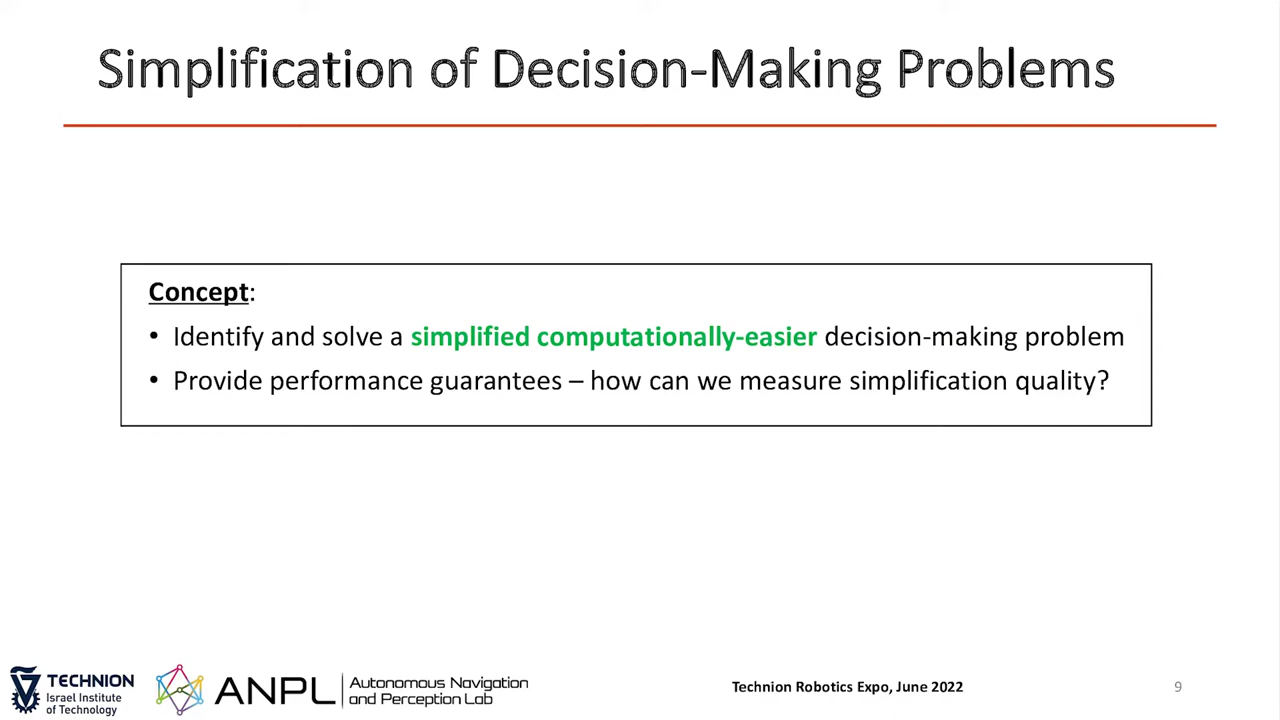 Simplification of Decision-Making Problems
Concept:
• Identify and solve a simplified computationally-easier decision-making problem
• Provide performance guarantees – how can we measure simplification quality?
TECHNION
Israel Institute
of Technology
ANPL
Autonomous Navigation
and Perception Lab
Technion Robotics Expo, June 2022
9